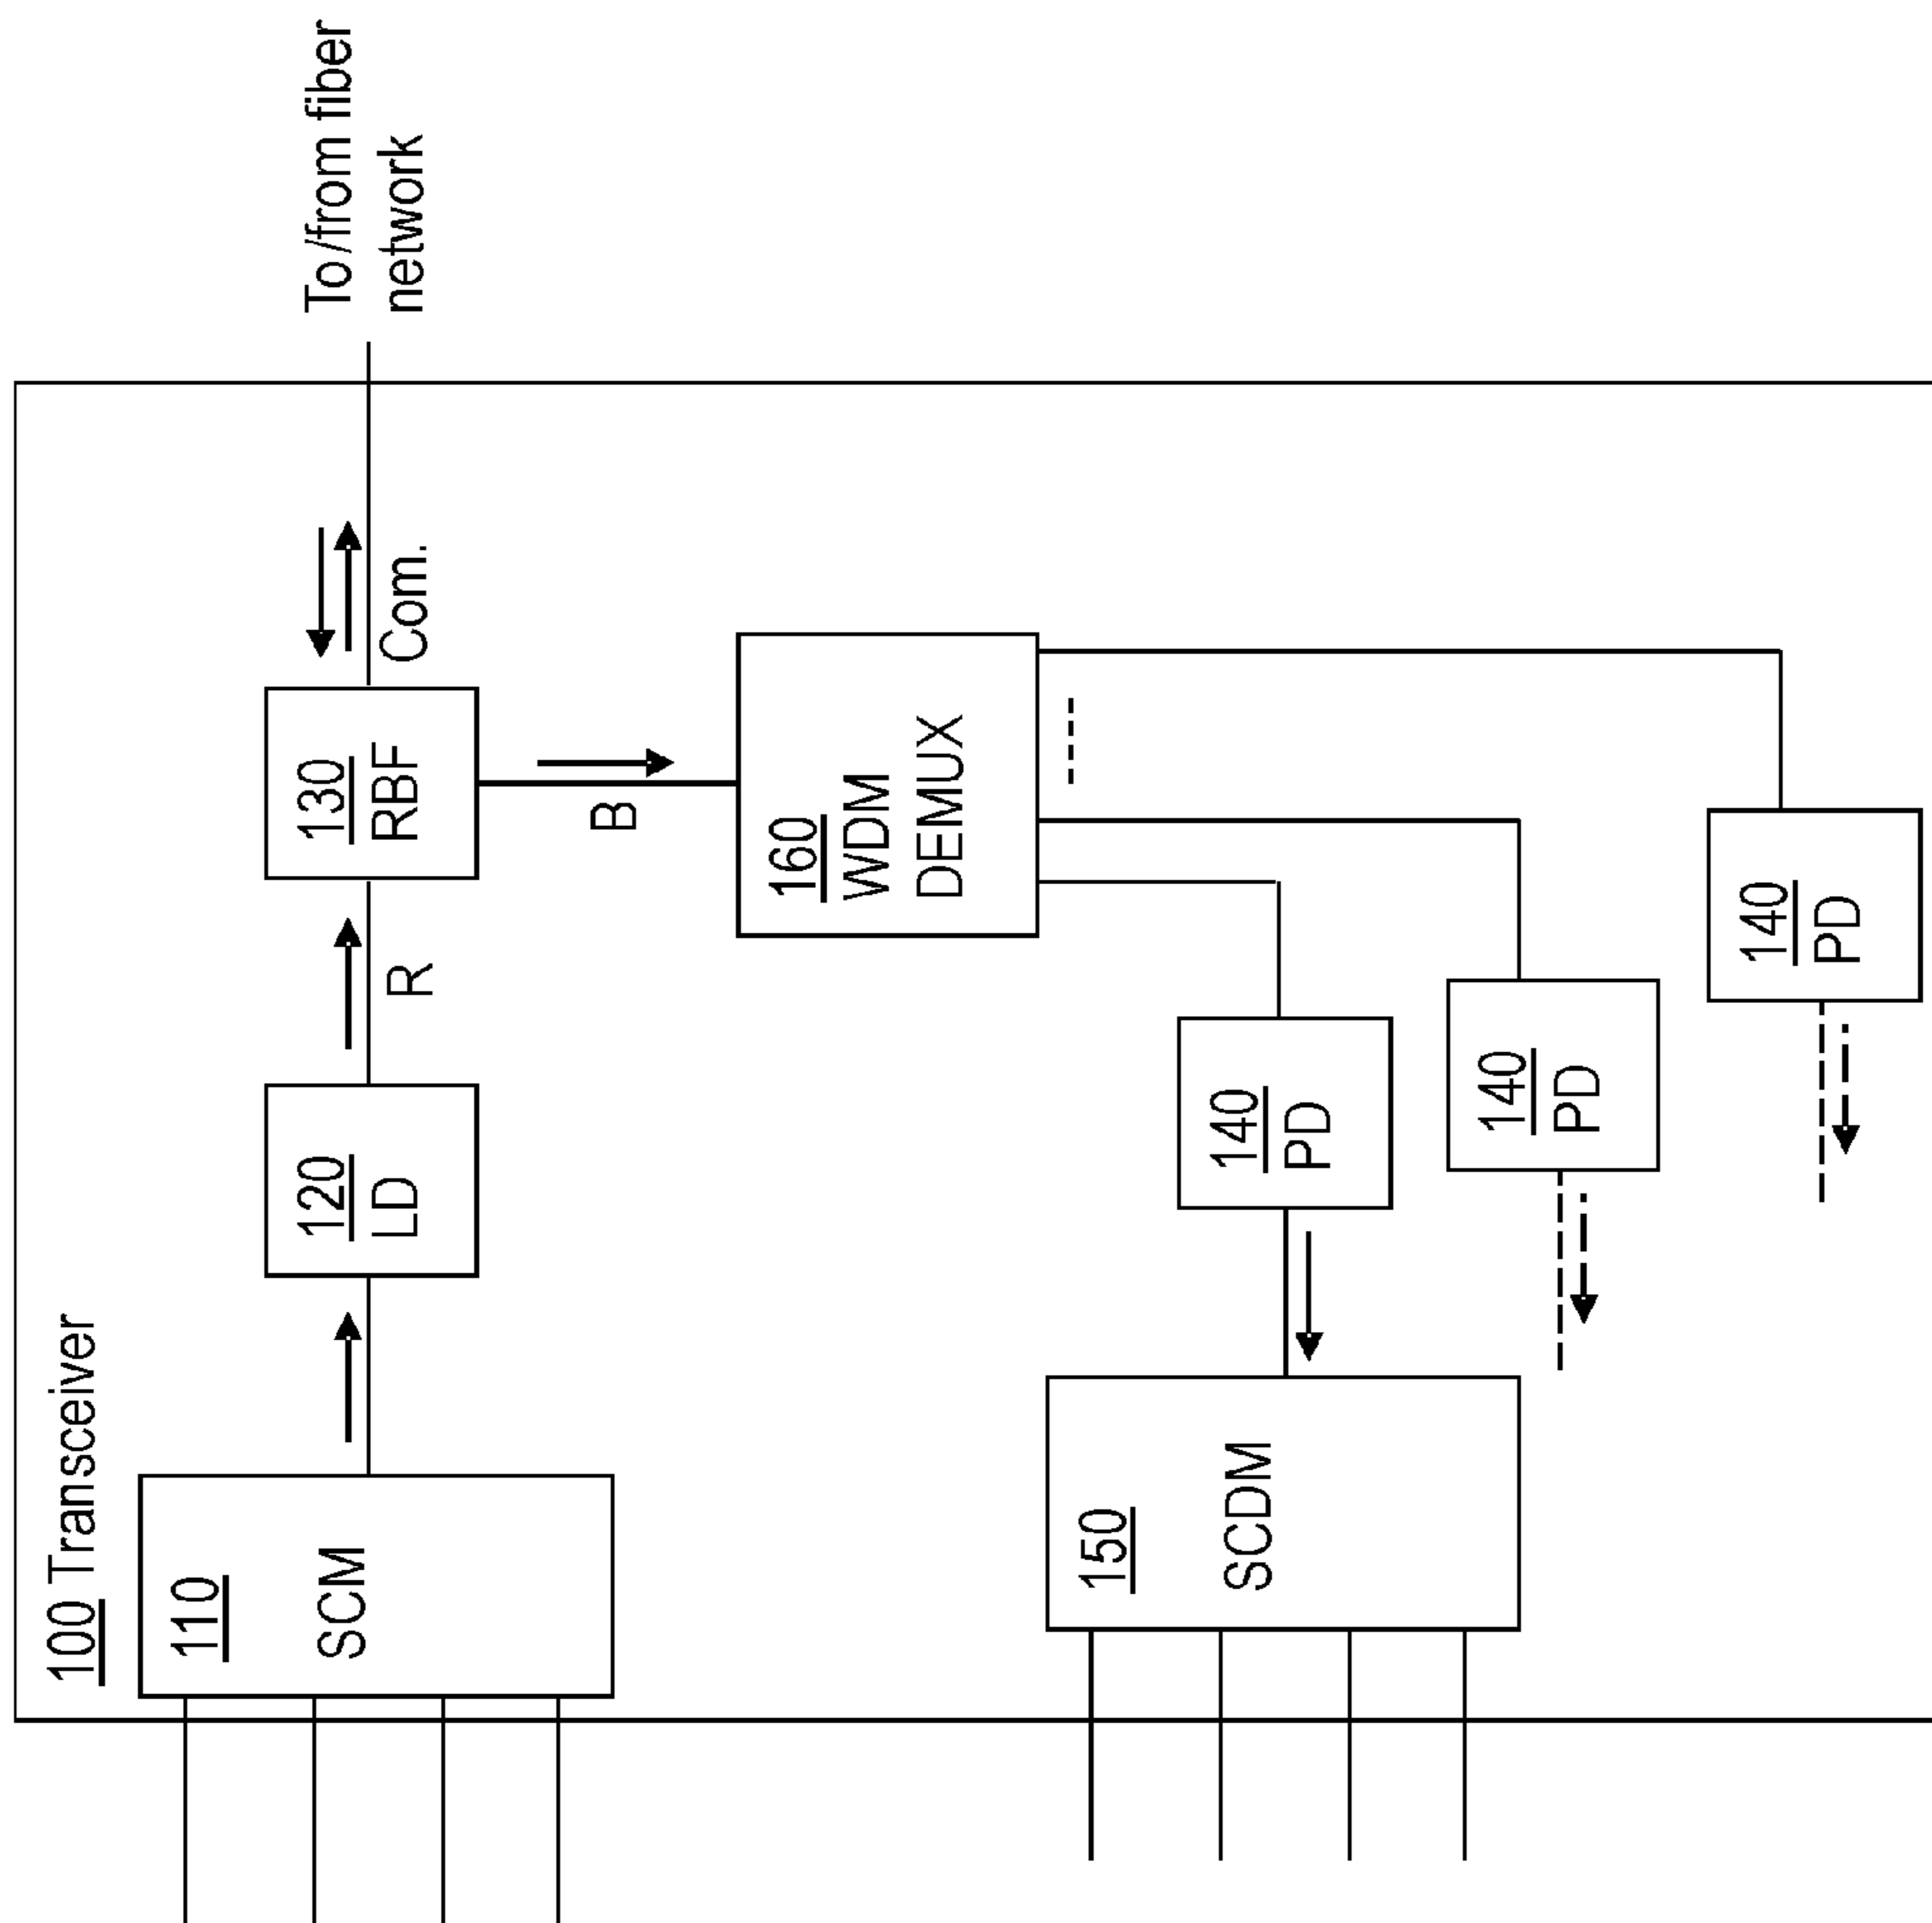 100 Transceiver
110
SCM
120
LD
R
130
RBF
Com.
To/from fiber
network
B
160
WDM
DEMUX
150
SCDM
140
PD
140
PD
140
PD